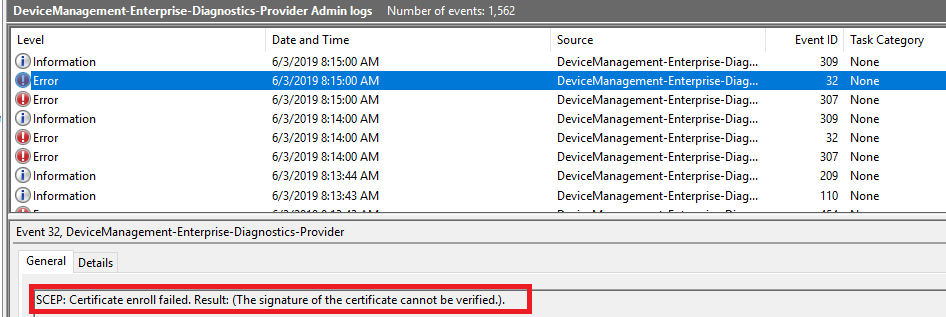 DeviceManagement-Enterprise-Diagnostics-Provider Admin logs Number of events: 1,562
Level Date and Time Source Event ID Task Category
Information 6/3/2019 8:15:00 AM DeviceManagement-Enterprise-Diag... 309 None
Error 6/3/2019 8:15:00 AM DeviceManagement-Enterprise-Diag... 32 None
Error 6/3/2019 8:15:00 AM DeviceManagement-Enterprise-Diag... 307 None
Information 6/3/2019 8:14:00 AM DeviceManagement-Enterprise-Diag... 309 None
Error 6/3/2019 8:14:00 AM DeviceManagement-Enterprise-Diag... 32 None
Error 6/3/2019 8:14:00 AM DeviceManagement-Enterprise-Diag... 307 None
Information 6/3/2019 8:13:44 AM DeviceManagement-Enterprise-Diag... 209 None
Information 6/3/2019 8:13:43 AM DeviceManagement-Enterprise-Diag... 110 None
Event 32, DeviceManagement-Enterprise-Diagnostics-Provider
General Details
SCEP: Certificate enroll failed. Result: (The signature of the certificate cannot be verified.).